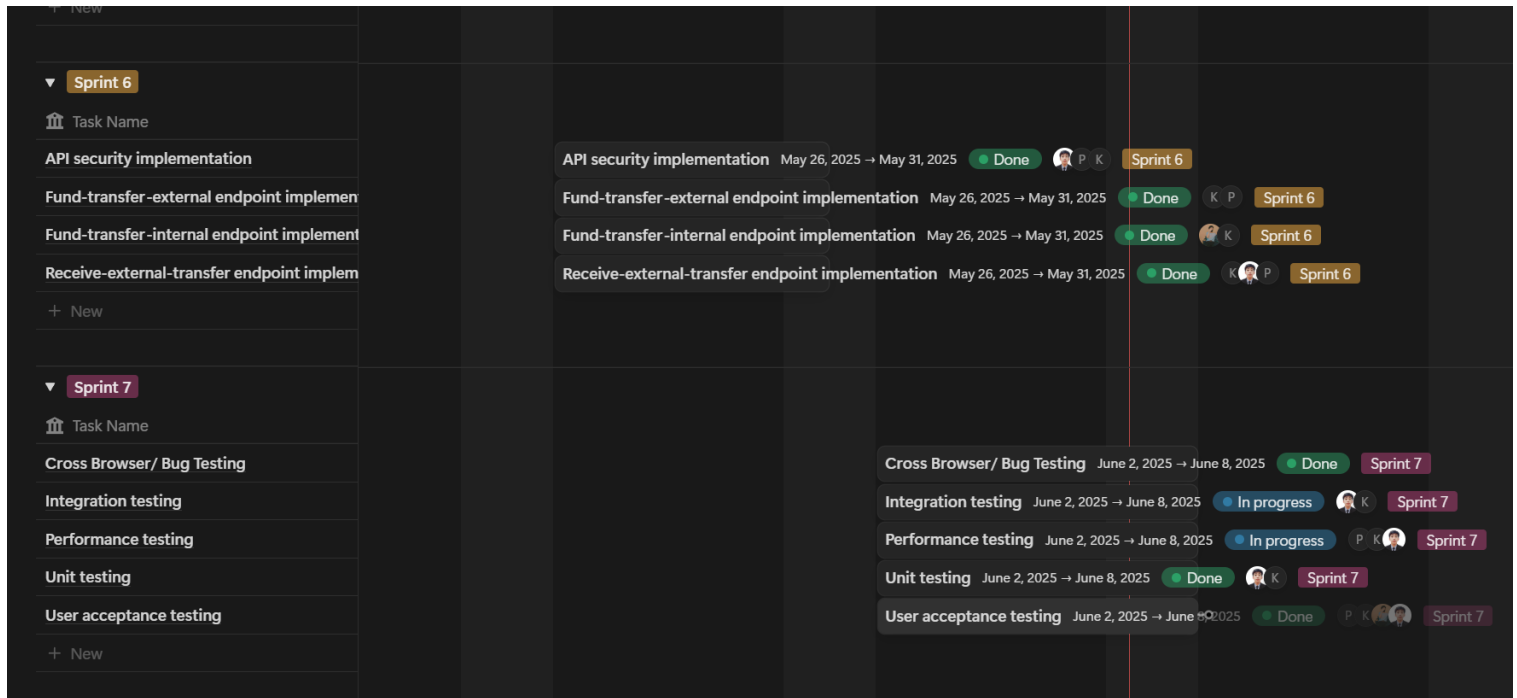 + New
Sprint 6
Task Name
API security implementation
API security implementation May 26, 2025 → May 31, 2025 Done P K Sprint 6
Fund-transfer-external endpoint implemen
Fund-transfer-external endpoint implementation May 26, 2025 → May 31, 2025 Done K P Sprint 6
Fund-transfer-internal endpoint implement
Fund-transfer-internal endpoint implementation May 26, 2025 → May 31, 2025 Done K Sprint 6
Receive-external-transfer endpoint implem
Receive-external-transfer endpoint implementation May 26, 2025 → May 31, 2025 Done K P Sprint 6
+ New
Sprint 7
Task Name
Cross Browser/ Bug Testing
Cross Browser/ Bug Testing June 2, 2025 → June 8, 2025 Done Sprint 7
Integration testing
Integration testing June 2, 2025 → June 8, 2025 In progress K Sprint 7
Performance testing
Performance testing June 2, 2025 → June 8, 2025 In progress P K Sprint 7
Unit testing
Unit testing June 2, 2025 → June 8, 2025 Done K Sprint 7
User acceptance testing
User acceptance testing June 2, 2025 → June 8, 2025 Done P K Sprint 7
+ New